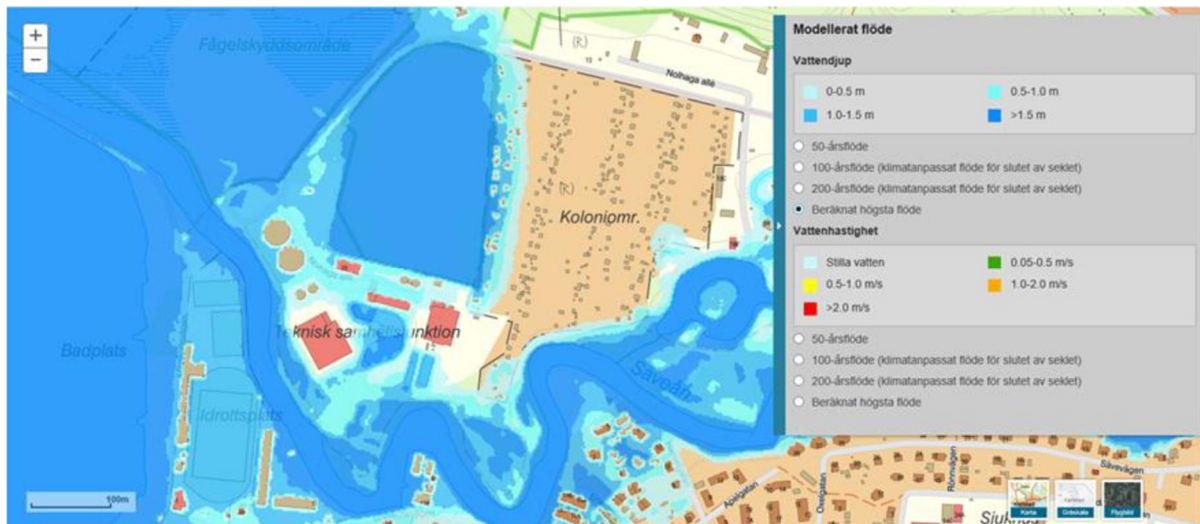 +
−
Fågelskyddsområde
(R)
Nolhaga allé
(R)
Koloniomr.
Teknisk samhällsfunktion
Badplats
Idrottsplats
Säveån
100m
Apelgatan
Oxelgatan
Rönnvägen
Sävevägen
Sjukhus
Modellerat flöde
Vattendjup
0-0.5 m
0.5-1.0 m
1.0-1.5 m
>1.5 m
50-årsflöde
100-årsflöde (klimatanpassat flöde för slutet av seklet)
200-årsflöde (klimatanpassat flöde för slutet av seklet)
Beräknat högsta flöde
Vattenhastighet
Stilla vatten
0.05-0.5 m/s
0.5-1.0 m/s
1.0-2.0 m/s
>2.0 m/s
50-årsflöde
100-årsflöde (klimatanpassat flöde för slutet av seklet)
200-årsflöde (klimatanpassat flöde för slutet av seklet)
Beräknat högsta flöde
Karta
Gråskala
Flygbild